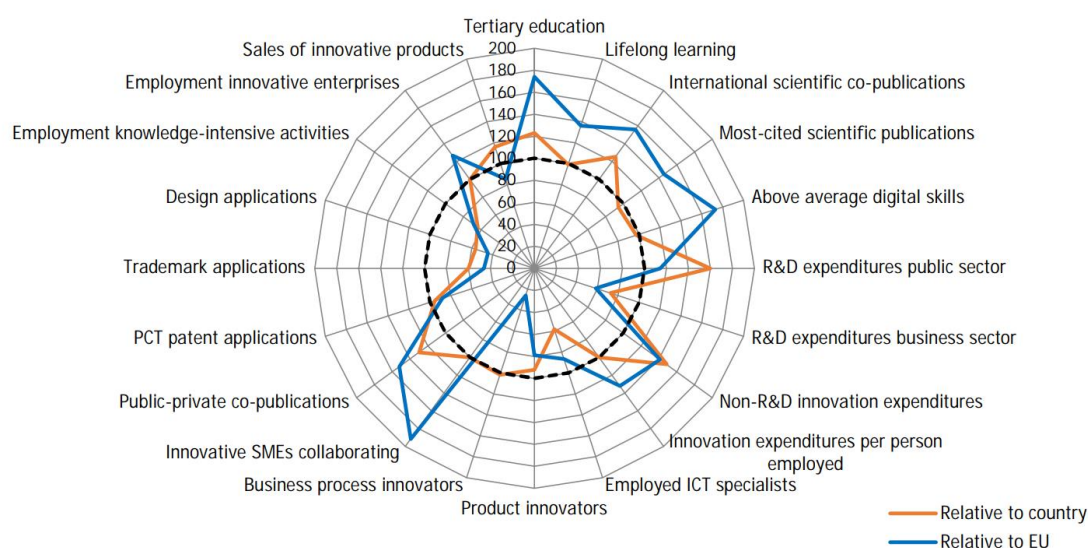 Tertiary education
Sales of innovative products
Lifelong learning
Employment innovative enterprises
International scientific co-publications
Employment knowledge-intensive activities
Most-cited scientific publications
Design applications
Above average digital skills
Trademark applications
R&D expenditures public sector
PCT patent applications
R&D expenditures business sector
Public-private co-publications
Non-R&D innovation expenditures
Innovative SMEs collaborating
Innovation expenditures per person
employed
Business process innovators
Employed ICT specialists
Product innovators
200
180
160
140
120
100
80
60
40
20
0
Relative to country
Relative to EU